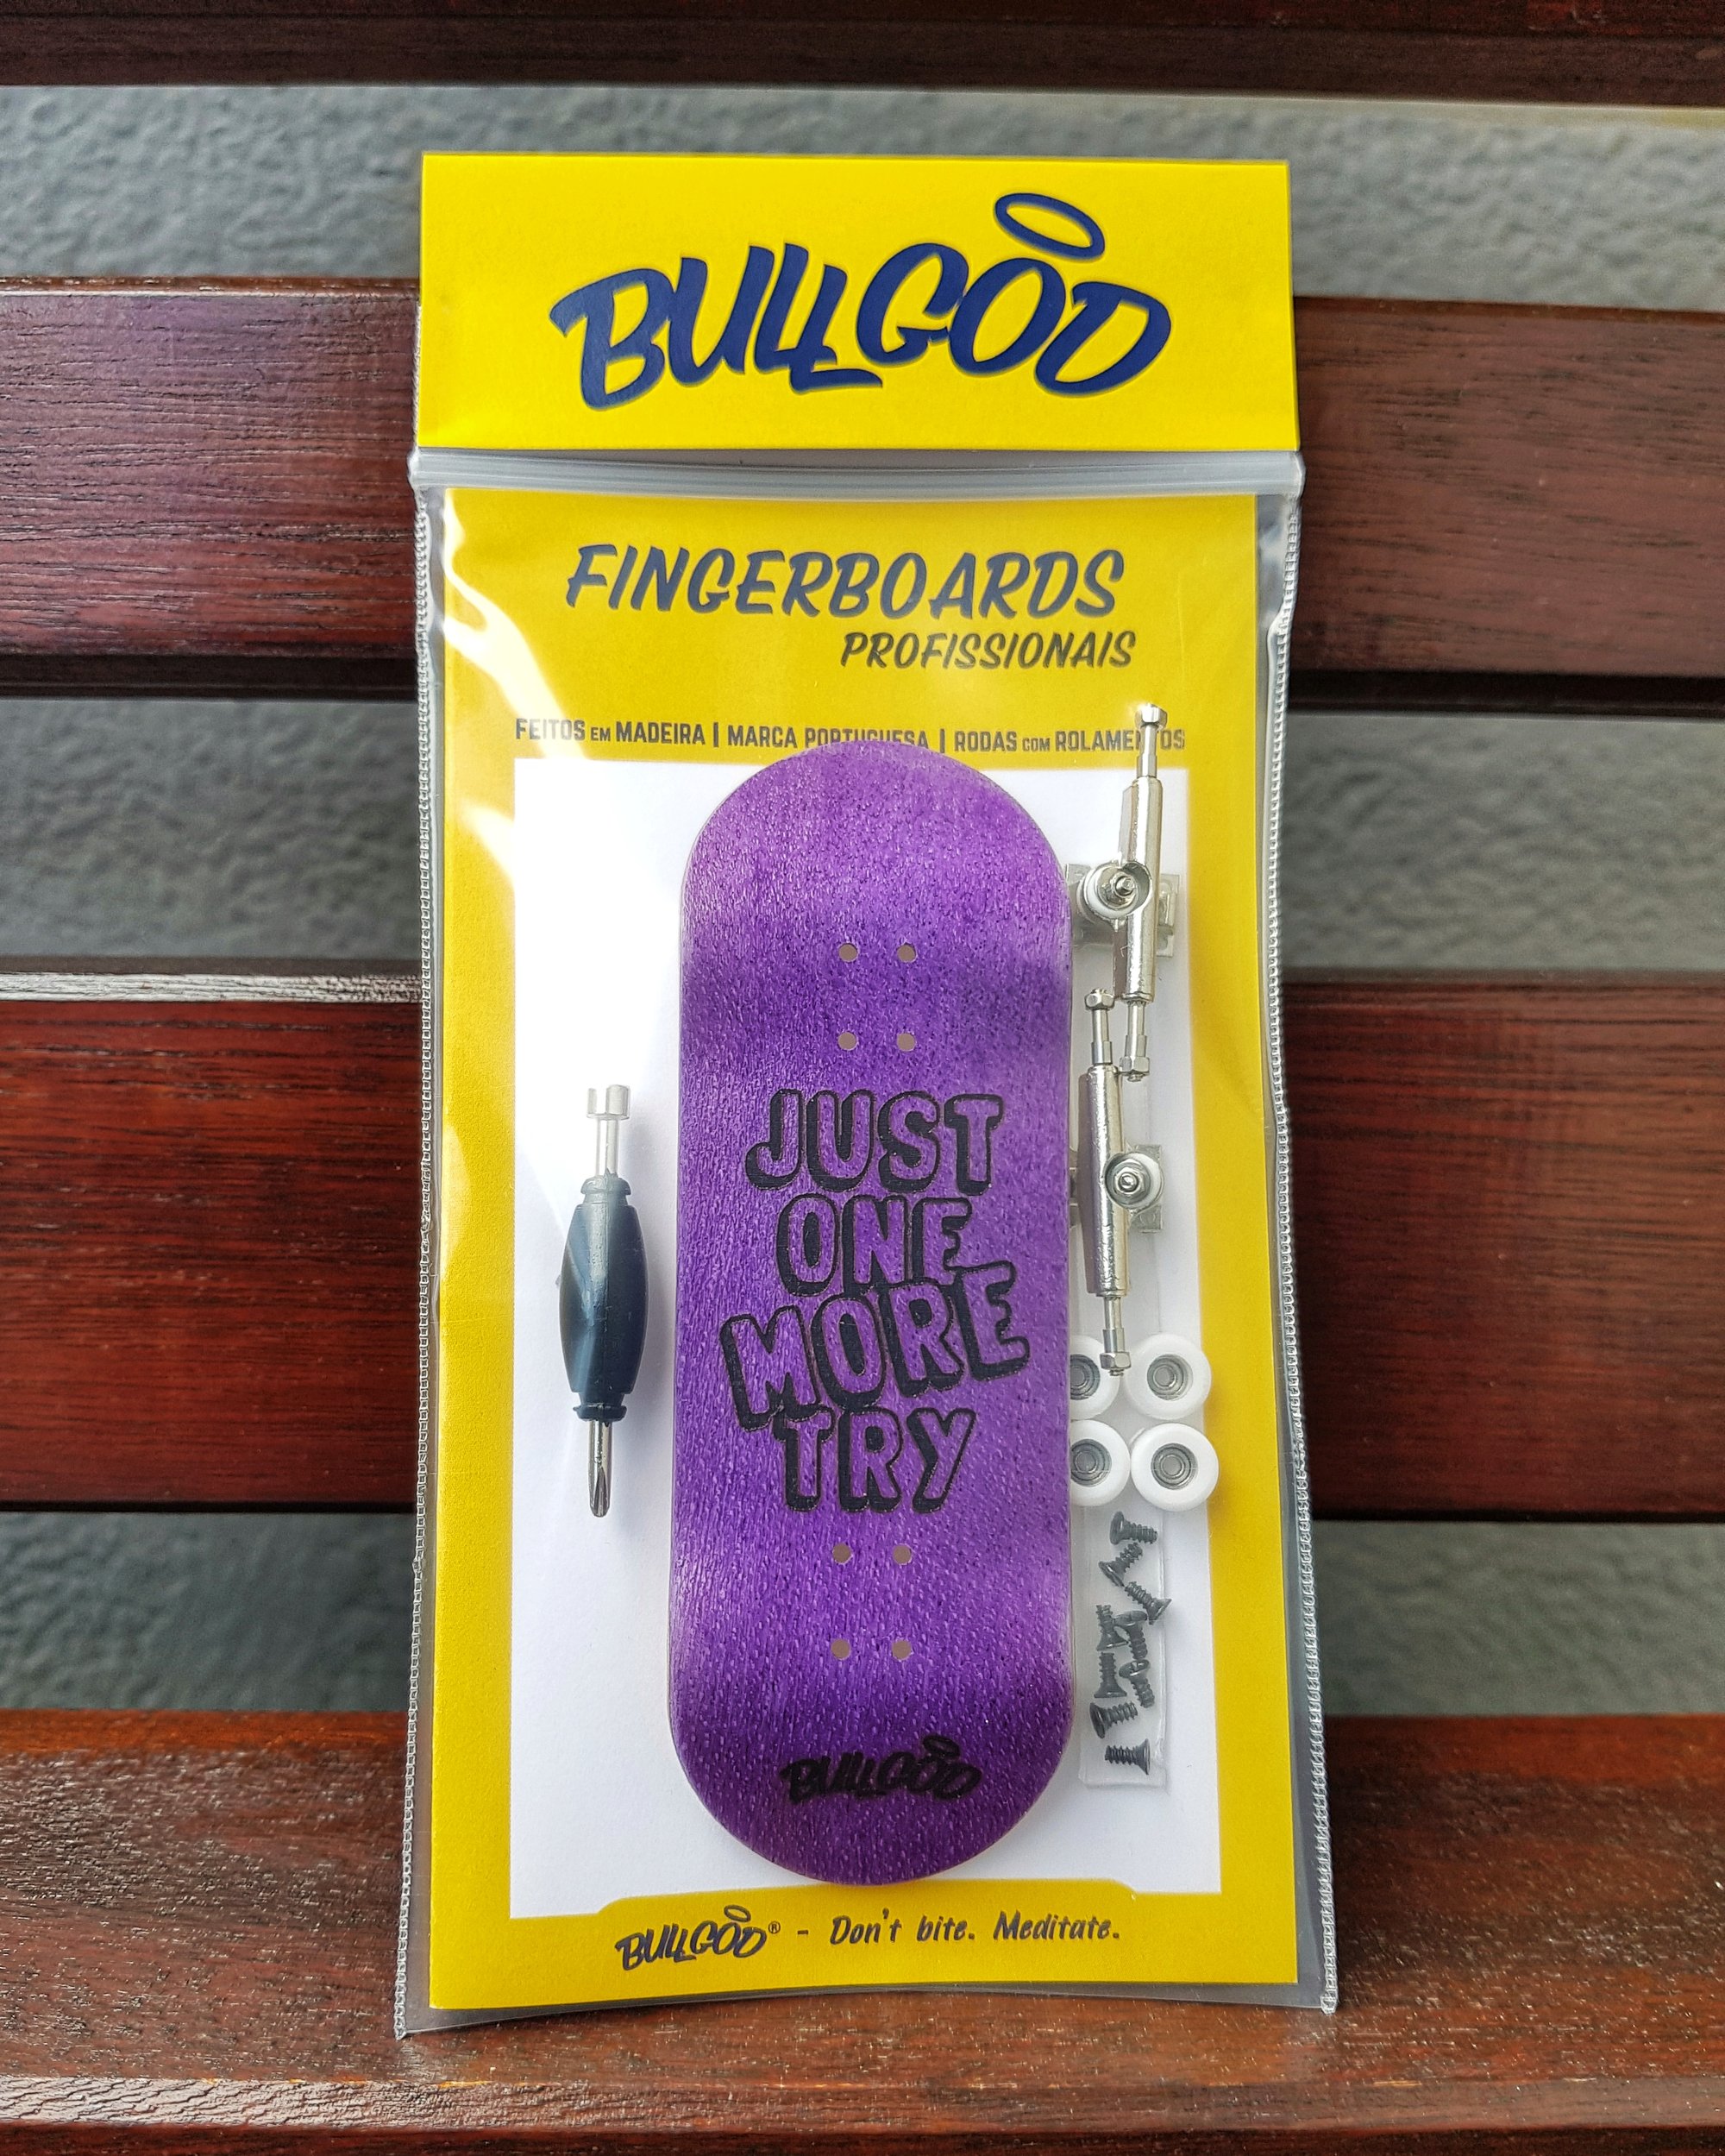 BULLGOD
FINGERBOARDS
PROFISSIONAIS
FEITOS EM MADEIRA | MARCA PORTUGUESA | RODAS COM ROLAMENTOS
JUST
ONE
MORE
TRY
BULLGOD
BULLGOD® - Don't bite. Meditate.